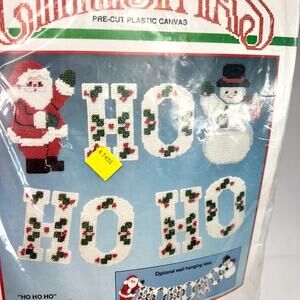 PRE-CUT PLASTIC CANVAS
HO
HO HO
"HO HO HO"
Optional wall hanging idea